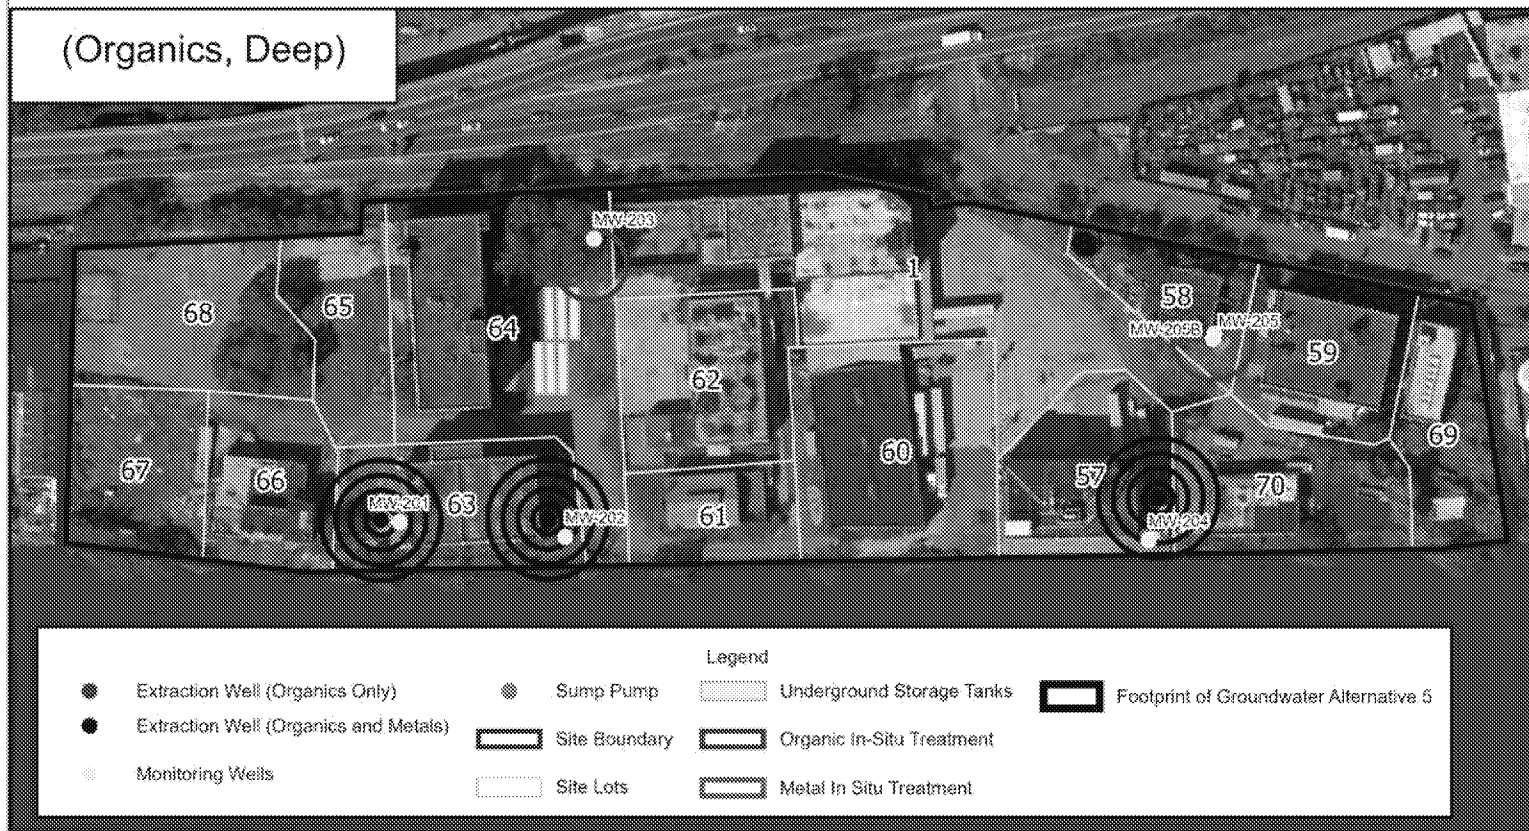 (Organics, Deep)
MW-203
1
68
65
64
58
MW-205B
MW-205
59
62
69
67
66
60
57
70
MW-201
63
MW-202
61
MW-204
Legend
Extraction Well (Organics Only)
Sump Pump
Underground Storage Tanks
Footprint of Groundwater Alternative 5
Extraction Well (Organics and Metals)
Site Boundary
Organic In-Situ Treatment
Monitoring Wells
Site Lots
Metal In Situ Treatment